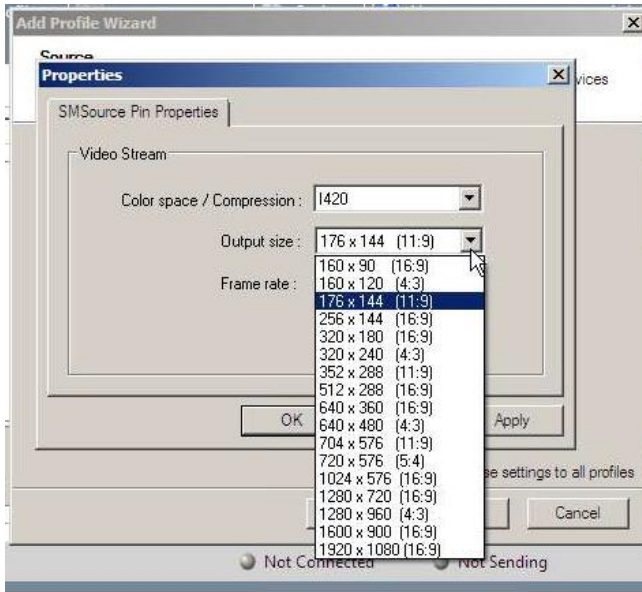 Add Profile Wizard
Source
Properties
vices
SMSource Pin Properties
Video Stream
Color space / Compression : I420
Output size : 176 x 144 (11:9)
160 x 90 (16:9)
160 x 120 (4:3)
Frame rate :
176 x 144 (11:9)
256 x 144 (16:9)
320 x 180 (16:9)
320 x 240 (4:3)
352 x 288 (11:9)
512 x 288 (16:9)
640 x 360 (16:9)
OK
640 x 480 (4:3)
Apply
704 x 576 (11:9)
720 x 576 (5:4)
1024 x 576 (16:9)
se settings to all profiles
1280 x 720 (16:9)
1280 x 960 (4:3)
Cancel
1600 x 900 (16:9)
1920 x 1080 (16:9)
Not Connected Not Sending